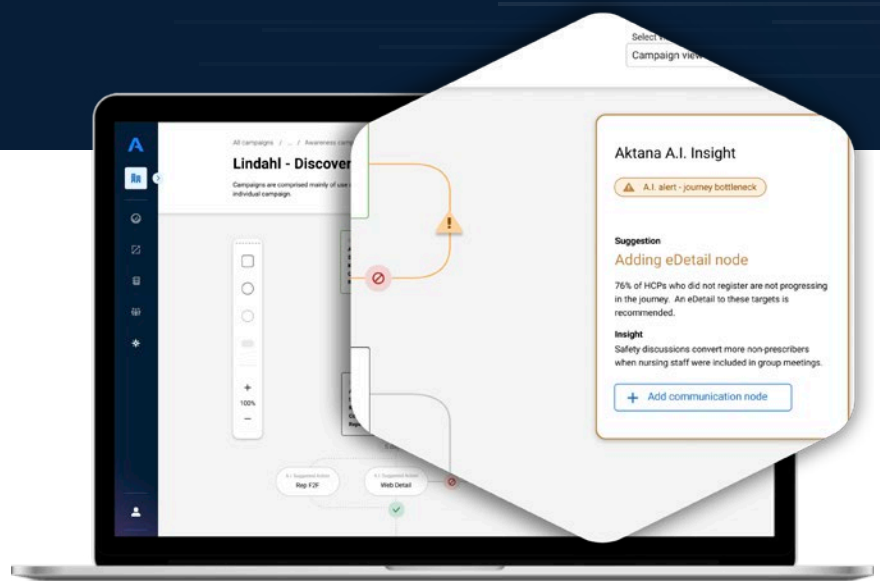 Campaign view
All campaigns / ... / Awareness
Lindahl - Discover
Campaigns are comprised mainly of use
individual campaign.
Aktana A.I. Insight
A.I. alert - journey bottleneck
Suggestion
Adding eDetail node
76% of HCPs who did not register are not progressing
in the journey. An eDetail to these targets is
recommended.
Insight
Safety discussions convert more non-prescribers
when nursing staff were included in group meetings.
+ Add communication node
+
100%
−
A.I. Suggested Action
Rep F2F
A.I. Suggested Action
Web Detail